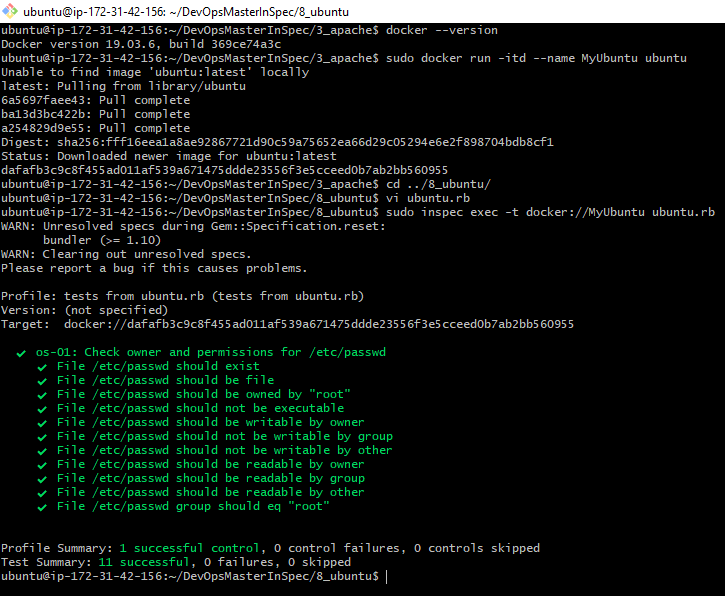 ubuntu@ip-172-31-42-156: ~/DevOpsMasterInSpec/8_ubuntu
ubuntu@ip-172-31-42-156:~/DevOpsMasterInSpec/3_apache$ docker --version
Docker version 19.03.6, build 369ce74a3c
ubuntu@ip-172-31-42-156:~/DevOpsMasterInSpec/3_apache$ sudo docker run -itd --name MyUbuntu ubuntu
Unable to find image 'ubuntu:latest' locally
latest: Pulling from library/ubuntu
6a5697faee43: Pull complete
ba13d3bc422b: Pull complete
a254829d9e55: Pull complete
Digest: sha256:fff16eea1a8ae92867721d90c59a75652ea66d29c05294e6e2f898704bdb8cf1
Status: Downloaded newer image for ubuntu:latest
dafafb3c9c8f455ad011af539a671475ddde23556f3e5cceed0b7ab2bb560955
ubuntu@ip-172-31-42-156:~/DevOpsMasterInSpec/3_apache$ cd ../8_ubuntu/
ubuntu@ip-172-31-42-156:~/DevOpsMasterInSpec/8_ubuntu$ vi ubuntu.rb
ubuntu@ip-172-31-42-156:~/DevOpsMasterInSpec/8_ubuntu$ sudo inspec exec -t docker://MyUbuntu ubuntu.rb
WARN: Unresolved specs during Gem::Specification.reset:
      bundler (>= 1.10)
WARN: Clearing out unresolved specs.
Please report a bug if this causes problems.
Profile: tests from ubuntu.rb (tests from ubuntu.rb)
Version: (not specified)
Target:  docker://dafafb3c9c8f455ad011af539a671475ddde23556f3e5cceed0b7ab2bb560955
✔ os-01: Check owner and permissions for /etc/passwd
✔ File /etc/passwd should exist
✔ File /etc/passwd should be file
✔ File /etc/passwd should be owned by "root"
✔ File /etc/passwd should not be executable
✔ File /etc/passwd should be writable by owner
✔ File /etc/passwd should not be writable by group
✔ File /etc/passwd should not be writable by other
✔ File /etc/passwd should be readable by owner
✔ File /etc/passwd should be readable by group
✔ File /etc/passwd should be readable by other
✔ File /etc/passwd group should eq "root"
Profile Summary: 1 successful control, 0 control failures, 0 controls skipped
Test Summary: 11 successful, 0 failures, 0 skipped
ubuntu@ip-172-31-42-156:~/DevOpsMasterInSpec/8_ubuntu$